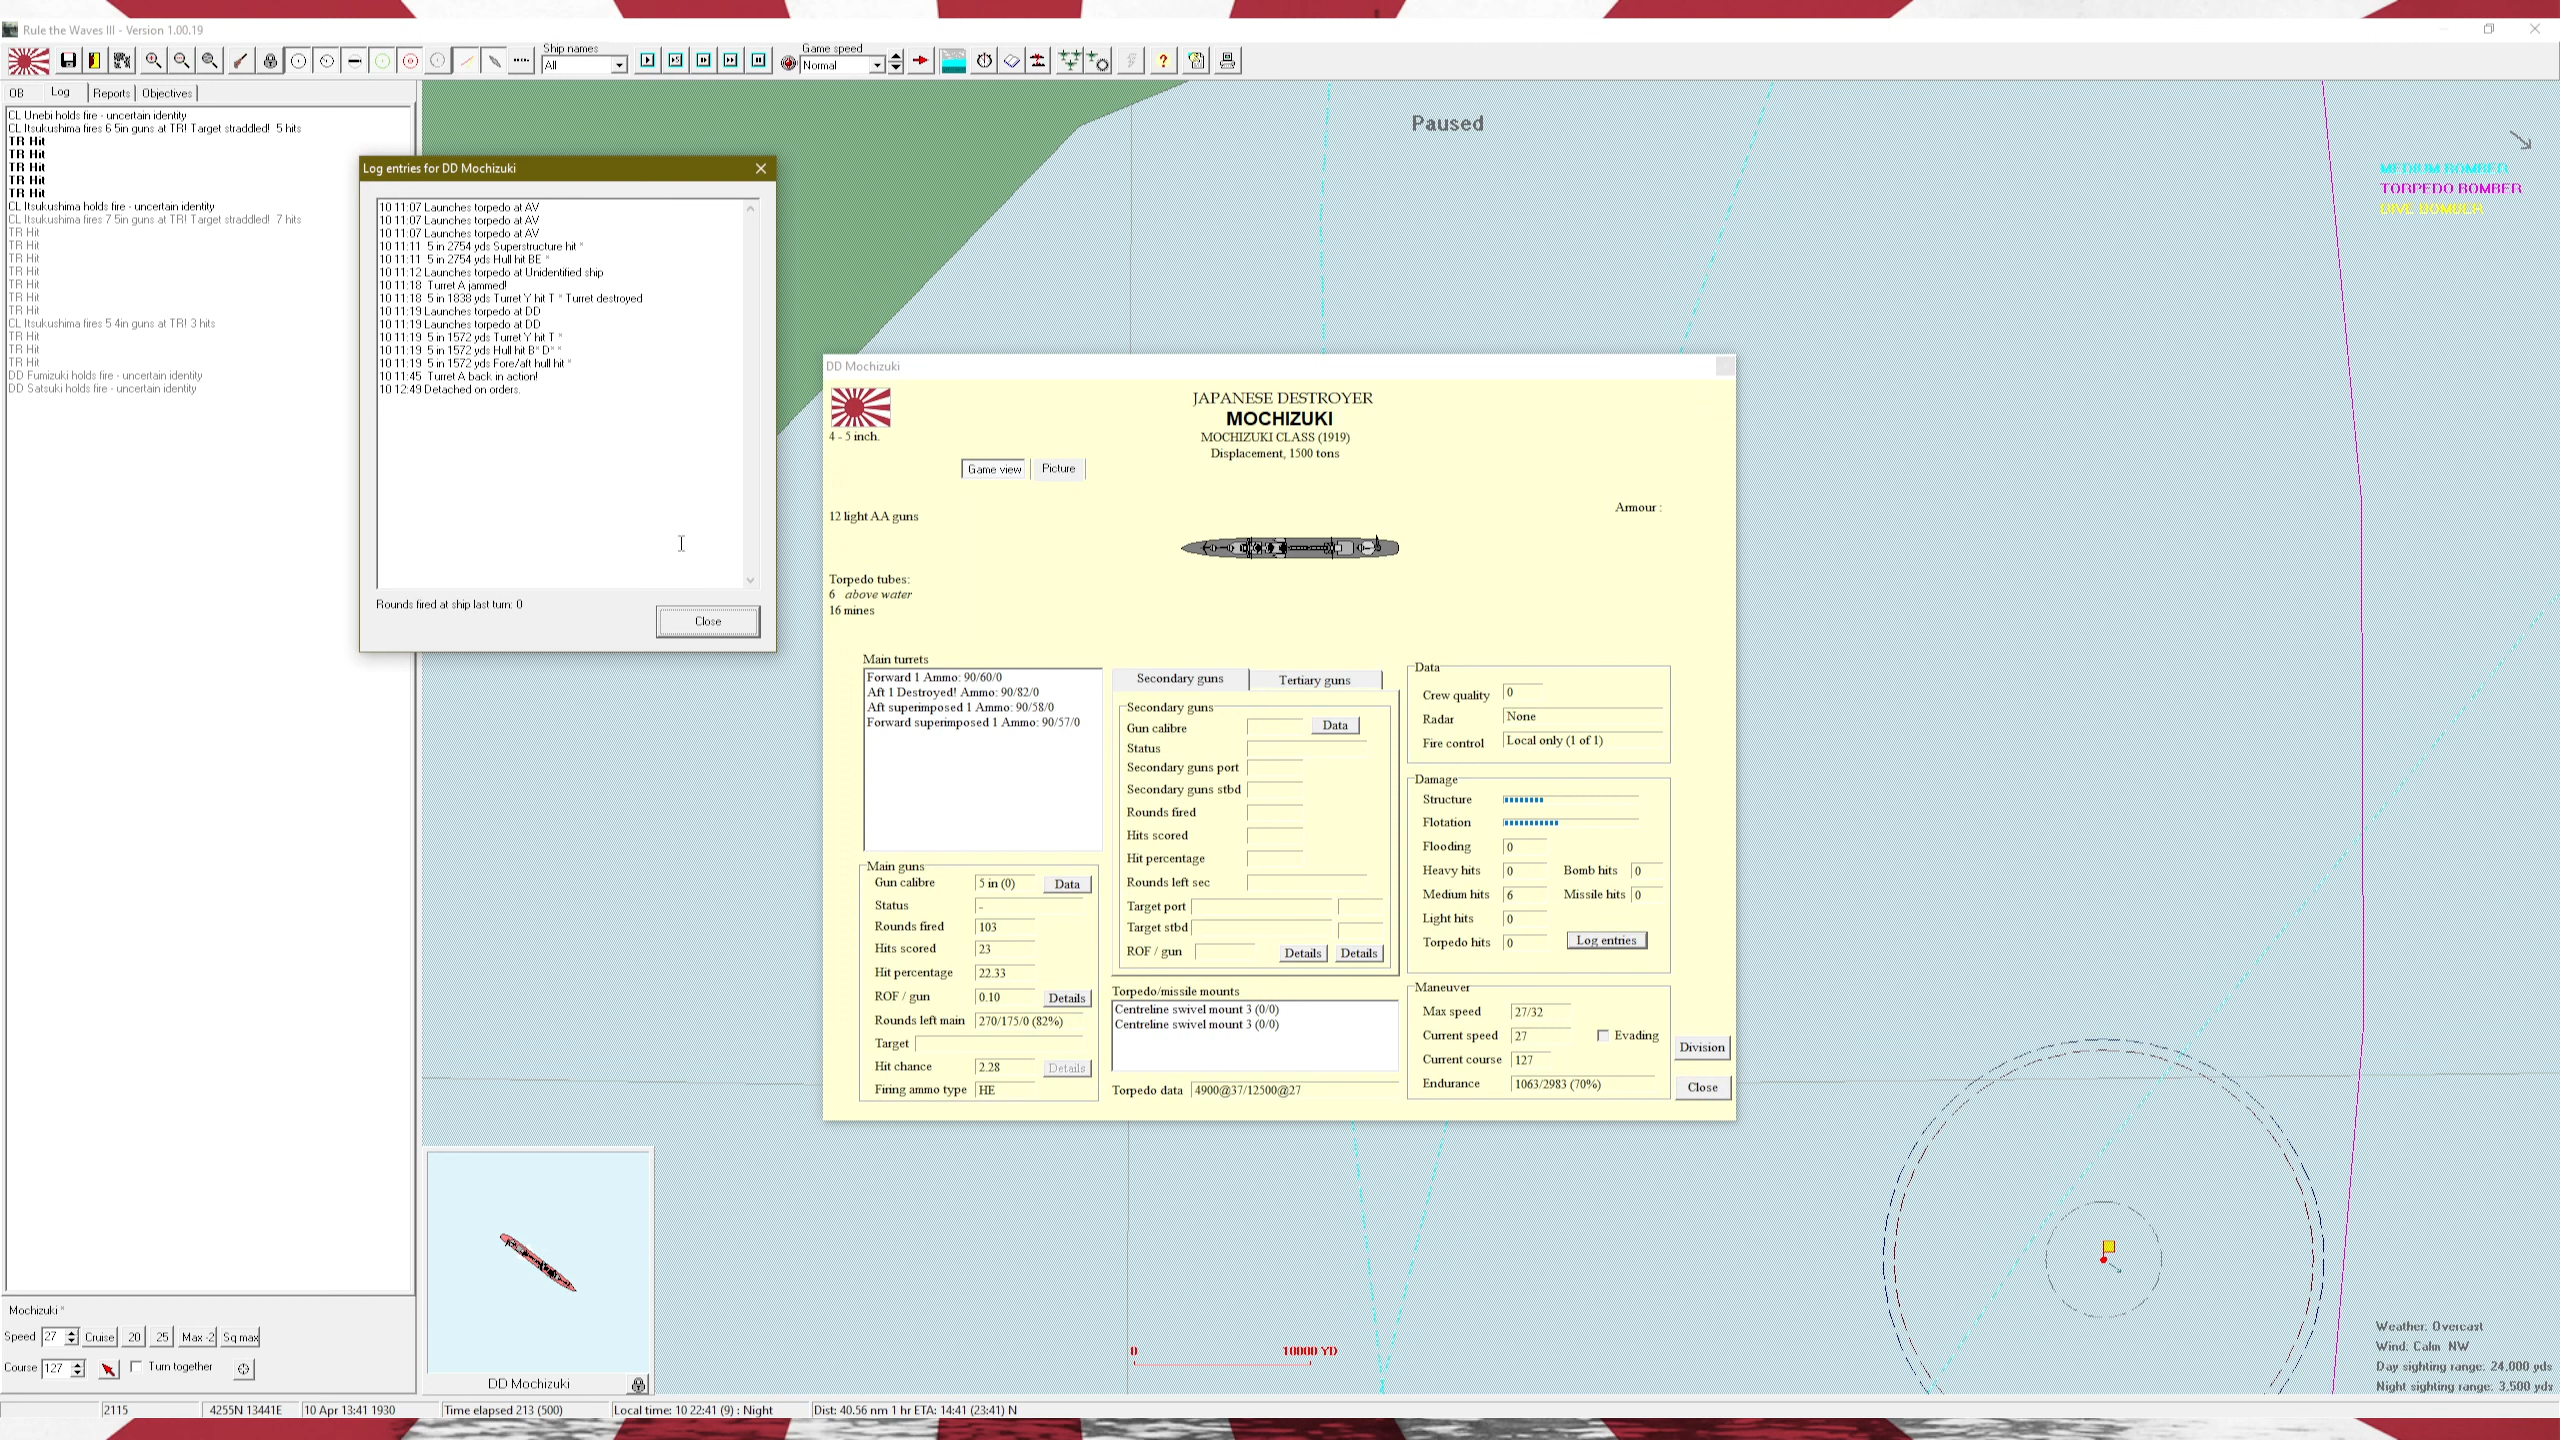 Rule the Waves III - Version 1.00.19
Ship names
All
Game speed
Normal
OB Log Reports Objectives
CL Unebi holds fire - uncertain identity
CL Itsukushima fires 6 5in guns at TR! Target straddled! 5 hits
TR Hit
TR Hit
TR Hit
TR Hit
TR Hit
CL Itsukushima holds fire - uncertain identity
CL Itsukushima fires 7 5in guns at TR! Target straddled! 7 hits
TR Hit
TR Hit
TR Hit
TR Hit
TR Hit
TR Hit
TR Hit
CL Itsukushima fires 5 4in guns at TR! 3 hits
TR Hit
TR Hit
TR Hit
DD Fumizuki holds fire - uncertain identity
DD Satsuki holds fire - uncertain identity
Log entries for DD Mochizuki
10 11:07 Launches torpedo at AV
10 11:07 Launches torpedo at AV
10 11:07 Launches torpedo at AV
10 11:11 5 in 2754 yds Superstructure hit *
10 11:11 5 in 2754 yds Hull hit BE *
10 11:12 Launches torpedo at Unidentified ship
10 11:18 Turret A jammed!
10 11:18 5 in 1838 yds Turret Y hit T * Turret destroyed
10 11:19 Launches torpedo at DD
10 11:19 Launches torpedo at DD
10 11:19 5 in 1572 yds Turret Y hit T *
10 11:19 5 in 1572 yds Hull hit B* D* *
10 11:19 5 in 1572 yds Fore/aft hull hit *
10 11:45 Turret A back in action!
10 12:49 Detached on orders.
Rounds fired at ship last turn: 0
Close
Paused
MEDIUM BOMBER
TORPEDO BOMBER
DIVE BOMBER
DD Mochizuki
JAPANESE DESTROYER
MOCHIZUKI
MOCHIZUKI CLASS (1919)
Displacement, 1500 tons
4 - 5 inch.
Game view Picture
12 light AA guns
Armour :
Torpedo tubes:
6 above water
16 mines
Main turrets
Forward 1 Ammo: 90/60/0
Aft 1 Destroyed! Ammo: 90/82/0
Aft superimposed 1 Ammo: 90/58/0
Forward superimposed 1 Ammo: 90/57/0
Main guns
Gun calibre 5 in (0) Data
Status -
Rounds fired 103
Hits scored 23
Hit percentage 22.33
ROF / gun 0.10 Details
Rounds left main 270/175/0 (82%)
Target
Hit chance 2.28 Details
Firing ammo type HE
Secondary guns Tertiary guns
Secondary guns
Gun calibre Data
Status
Secondary guns port
Secondary guns stbd
Rounds fired
Hits scored
Hit percentage
Rounds left sec
Target port
Target stbd
ROF / gun Details Details
Torpedo/missile mounts
Centreline swivel mount 3 (0/0)
Centreline swivel mount 3 (0/0)
Torpedo data 4900@37/12500@27
Data
Crew quality 0
Radar None
Fire control Local only (1 of 1)
Damage
Structure
Flotation
Flooding 0
Heavy hits 0 Bomb hits 0
Medium hits 6 Missile hits 0
Light hits 0
Torpedo hits 0 Log entries
Maneuver
Max speed 27/32
Current speed 27 Evading
Current course 127
Endurance 1063/2983 (70%)
Division
Close
0 10000 YD
Weather: Overcast
Wind: Calm NW
Day sighting range: 24,000 yds
Night sighting range: 3,500 yds
Mochizuki *
Speed 27 Cruise 20 25 Max -2 Sq max
Course 127 Turn together
DD Mochizuki
2115 4255N 13441E 10 Apr 13:41 1930 Time elapsed 213 (500) Local time: 10 22:41 (9) : Night Dist: 40.56 nm 1 hr ETA: 14:41 (23:41) N